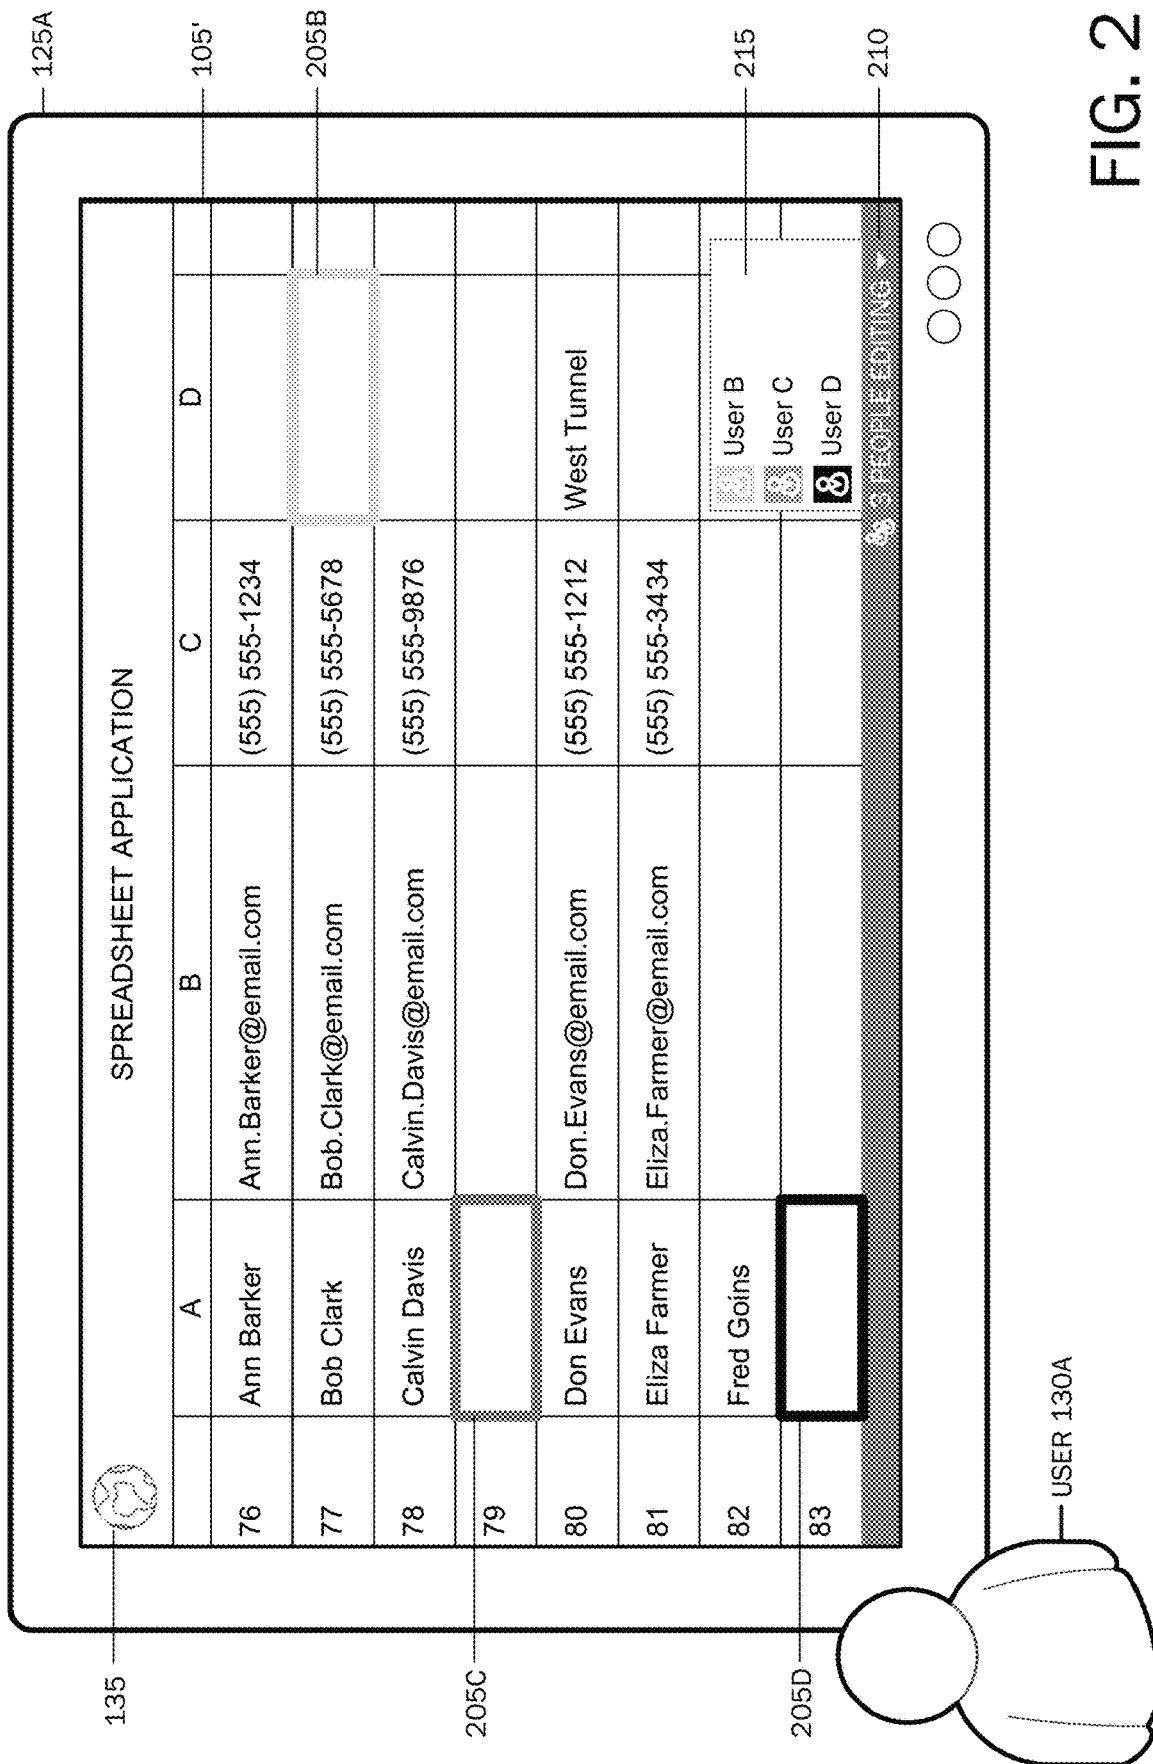 125A
105'
205B
215
210
SPREADSHEET APPLICATION
A B C D
76 Ann Barker Ann.Barker@email.com (555) 555-1234
77 Bob Clark Bob.Clark@email.com (555) 555-5678
78 Calvin Davis Calvin.Davis@email.com (555) 555-9876
79
80 Don Evans Don.Evans@email.com (555) 555-1212 West Tunnel
81 Eliza Farmer Eliza.Farmer@email.com (555) 555-3434
82 Fred Goins
83
User B
User C
User D
3 PEOPLE EDITING
135
205C
205D
USER 130A
FIG. 2